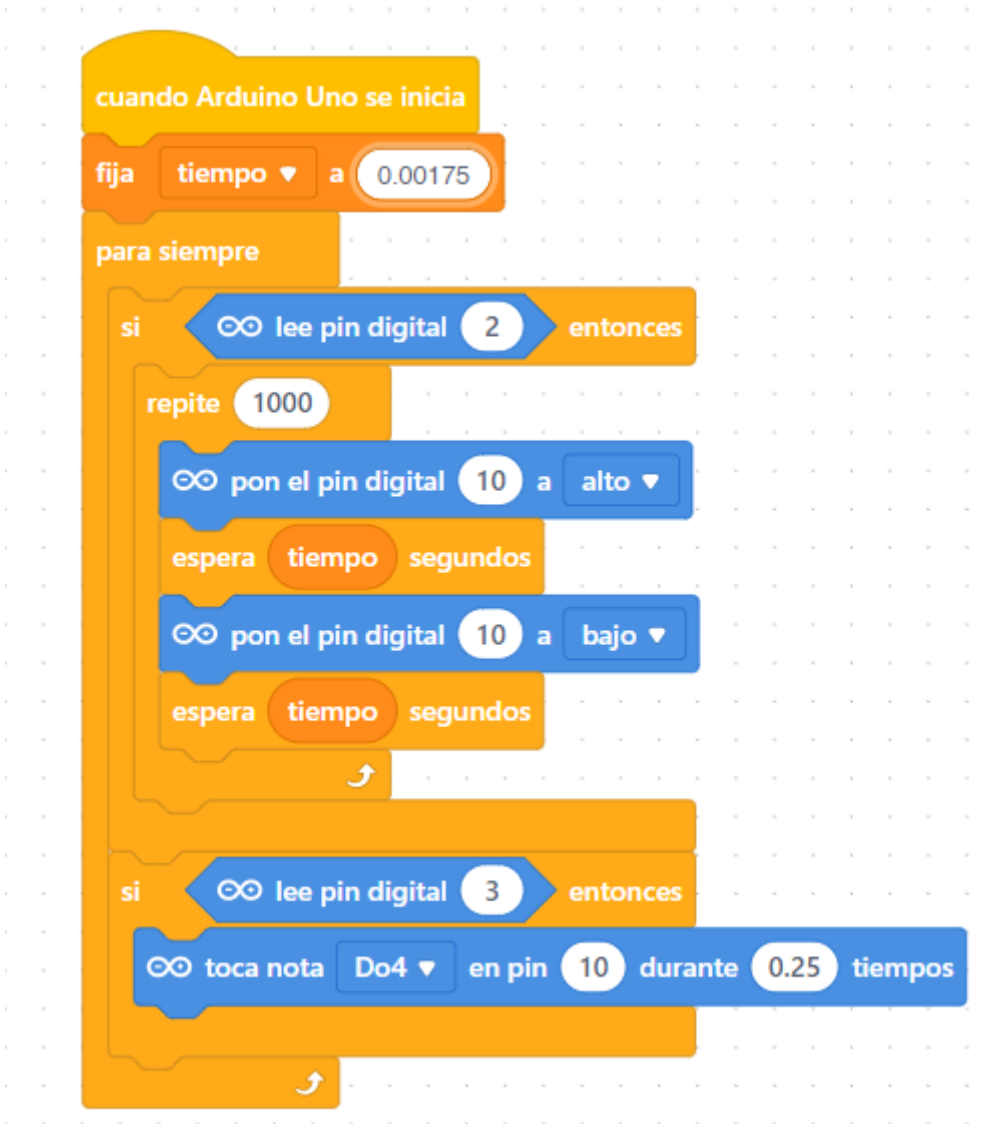 cuando Arduino Uno se inicia
fija tiempo a 0.00175
para siempre
si lee pin digital 2 entonces
repite 1000
pon el pin digital 10 a alto
espera tiempo segundos
pon el pin digital 10 a bajo
espera tiempo segundos
si lee pin digital 3 entonces
toca nota Do4 en pin 10 durante 0.25 tiempos